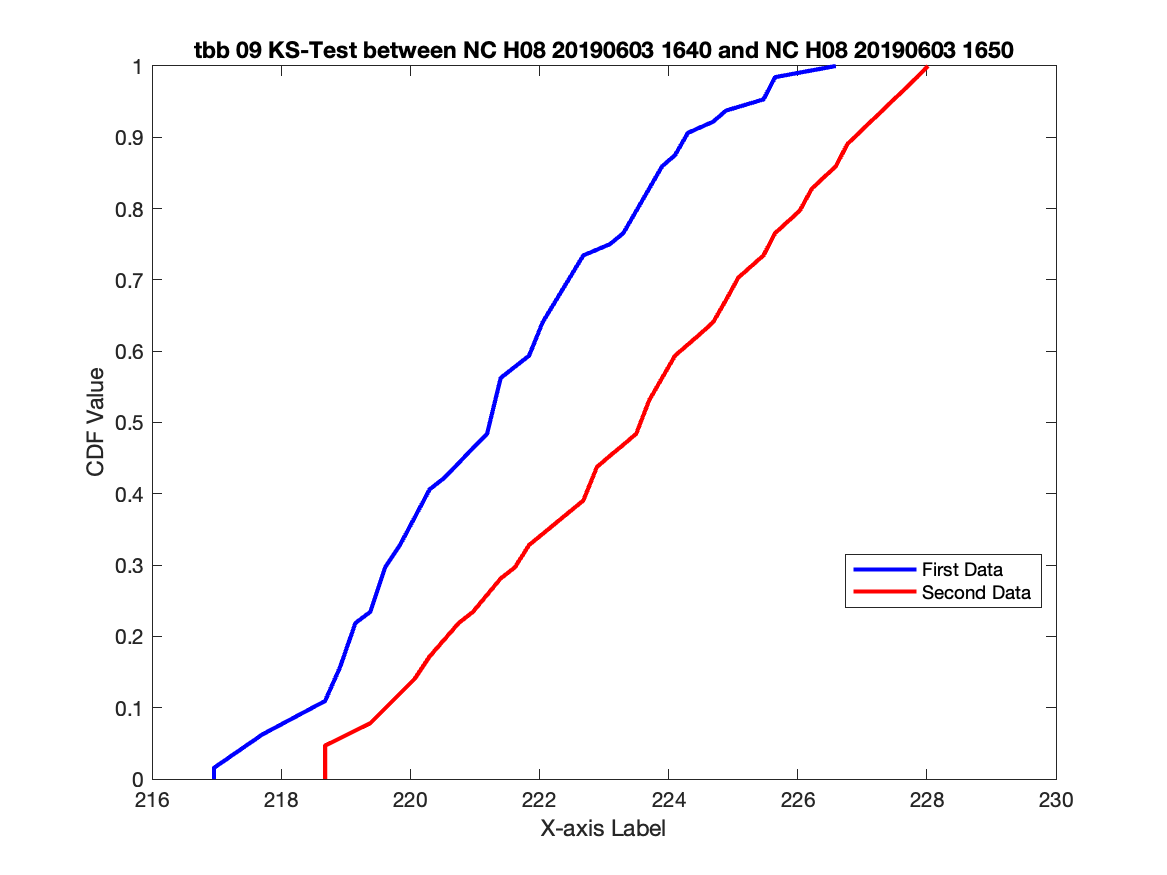 tbb 09 KS-Test between NC H08 20190603 1640 and NC H08 20190603 1650
1
0.9
0.8
0.7
0.6
0.5
0.4
0.3
0.2
0.1
0
CDF Value
First Data
Second Data
216 218 220 222 224 226 228 230
X-axis Label